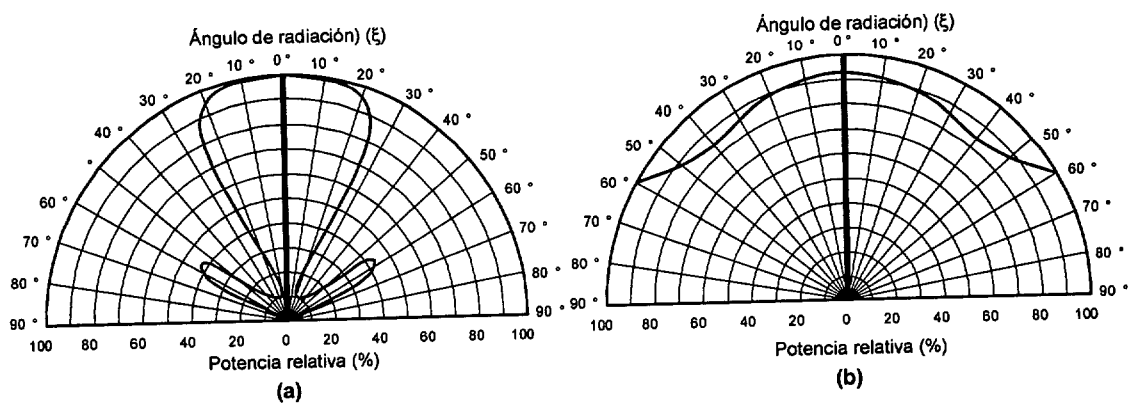 Ángulo de radiación) (ξ)
0 °
10 ° 10 °
20 ° 20 °
30 ° 30 °
40 ° 40 °
° 50 °
60 ° 60 °
70 ° 70 °
80 ° 80 °
90 ° 90 °
100 80 60 40 20 0 20 40 60 80 100
Potencia relativa (%)
(a)
Ángulo de radiación) (ξ)
0 °
10 ° 10 °
20 ° 20 °
30 ° 30 °
40 ° 40 °
50 ° 50 °
60 ° 60 °
70 ° 70 °
80 ° 80 °
90 ° 90 °
100 80 60 40 20 0 20 40 60 80 100
Potencia relativa (%)
(b)